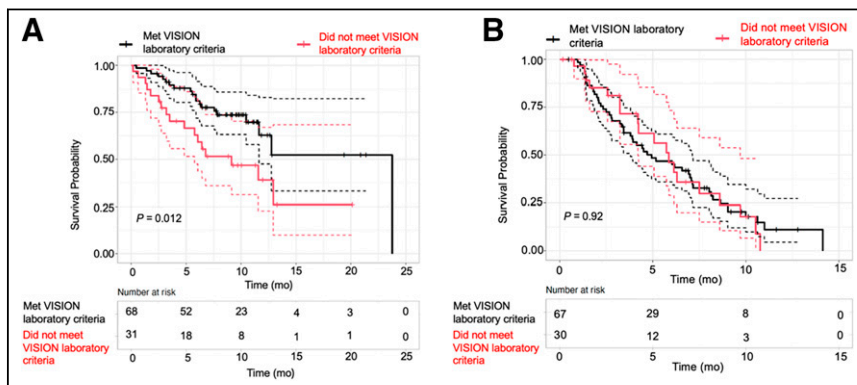 A
Met VISION
laboratory criteria
Did not meet VISION
laboratory criteria
1.00
0.75
0.50
0.25
0.00
Survival Probability
P = 0.012
0 5 10 15 20 25
Time (mo)
Number at risk
Met VISION
laboratory criteria
68 52 23 4 3 0
Did not meet
VISION laboratory
criteria
31 18 8 1 1 0
0 5 10 15 20 25
Time (mo)
B
Met VISION laboratory
criteria
Did not meet VISION
laboratory criteria
1.00
0.75
0.50
0.25
0.00
Survival Probability
P = 0.92
0 5 10 15
Time (mo)
Number at risk
Met VISION
laboratory criteria
67 29 8 0
Did not meet
VISION laboratory
criteria
30 12 3 0
0 5 10 15
Time (mo)